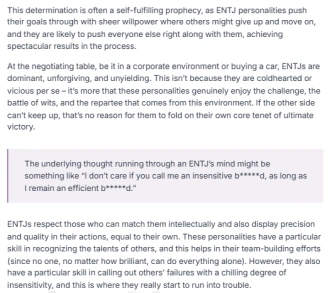 This determination is often a self-fulfilling prophecy, as ENTJ personalities push
their goals through with sheer willpower where others might give up and move on,
and they are likely to push everyone else right along with them, achieving
spectacular results in the process.
At the negotiating table, be it in a corporate environment or buying a car, ENTJs are
dominant, unforgiving, and unyielding. This isn't because they are coldhearted or
vicious per se – it's more that these personalities genuinely enjoy the challenge, the
battle of wits, and the repartee that comes from this environment. If the other side
can't keep up, that's no reason for them to fold on their own core tenet of ultimate
victory.
The underlying thought running through an ENTJ's mind might be
something like "I don't care if you call me an insensitive b*****d, as long as
I remain an efficient b*****d."
ENTJs respect those who can match them intellectually and also display precision
and quality in their actions, equal to their own. These personalities have a particular
skill in recognizing the talents of others, and this helps in their team-building efforts
(since no one, no matter how brilliant, can do everything alone). However, they also
have a particular skill in calling out others' failures with a chilling degree of
insensitivity, and this is where they really start to run into trouble.